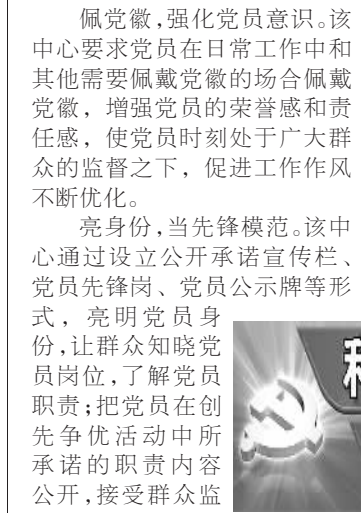 佩党徽,强化党员意识。该
中心要求党员在日常工作中和
其他需要佩戴党徽的场合佩戴
党徽，增强党员的荣誉感和责
任感，使党员时刻处于广大群
众的监督之下，促进工作作风
不断优化。
亮身份,当先锋模范。该中
心通过设立公开承诺宣传栏、
党员先锋岗、党员公示牌等形
式，亮明党员身
份,让群众知晓党
员岗位,了解党员
职责;把党员在创
先争优活动中所
承诺的职责内容
公开,接受群众监